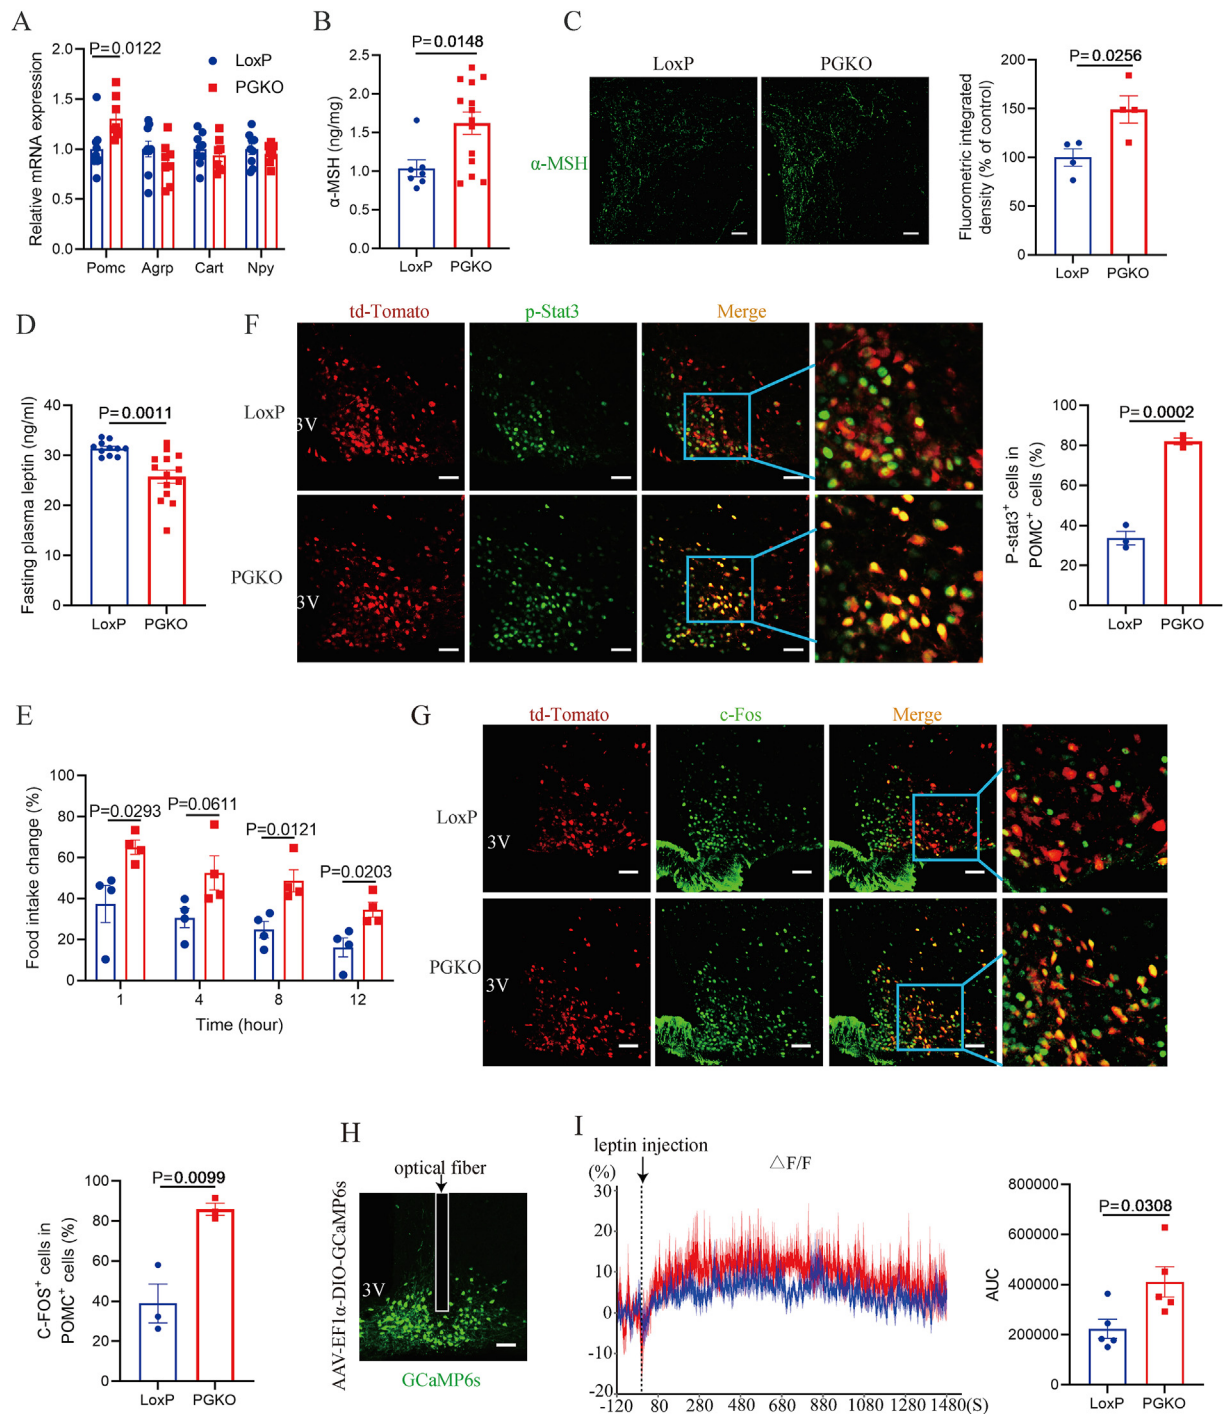 A
Relative mRNA expression
2.0
1.5
1.0
0.5
0.0
P=0.0122
LoxP
PGKO
Pomc Agrp Cart Npy
B
α-MSH (ng/mg)
2.5
2.0
1.5
1.0
0.5
0.0
P=0.0148
LoxP PGKO
C
LoxP PGKO
α-MSH
Fluorometric integrated
density (% of control)
200
150
100
50
0
P=0.0256
LoxP PGKO
D
Fasting plasma leptin (ng/ml)
40
30
20
10
0
P=0.0011
LoxP PGKO
F
td-Tomato p-Stat3 Merge
LoxP
3V
PGKO
3V
P-stat3+ cells in
POMC+ cells (%)
100
80
60
40
20
0
P=0.0002
LoxP PGKO
E
Food intake change (%)
100
80
60
40
20
0
P=0.0293
P=0.0611
P=0.0121
P=0.0203
1 4 8 12
Time (hour)
G
td-Tomato c-Fos Merge
LoxP
3V
PGKO
3V
C-FOS+ cells in
POMC+ cells (%)
100
80
60
40
20
0
P=0.0099
LoxP PGKO
H
optical fiber
AAV-EF1α-DIO-GCaMP6s
3V
GCaMP6s
I
leptin injection
(%)
△F/F
30
20
10
0
-10
-20
-120 80 280 480 680 880 1080 1280 1480(S)
AUC
800000
600000
400000
200000
0
P=0.0308
LoxP PGKO